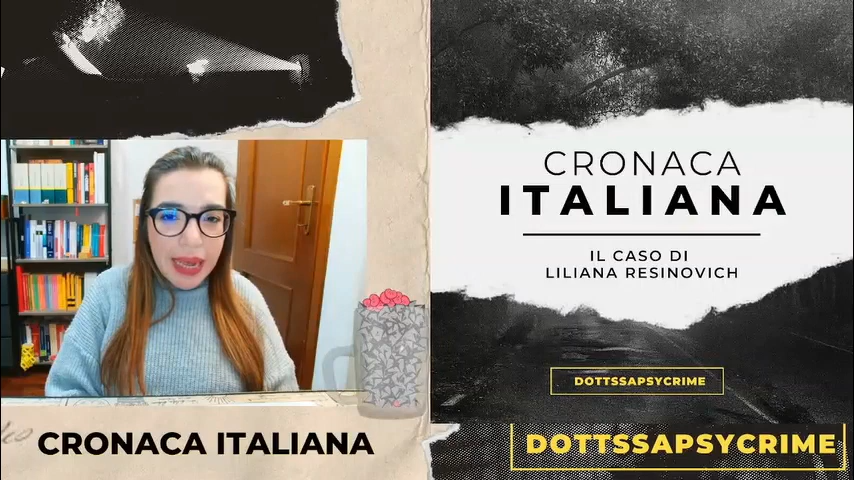 CRONACA
ITALIANA
IL CASO DI
LILIANA RESINOVICH
DOTTSSAPSYCRIME
CRONACA ITALIANA
DOTTSSAPSYCRIME